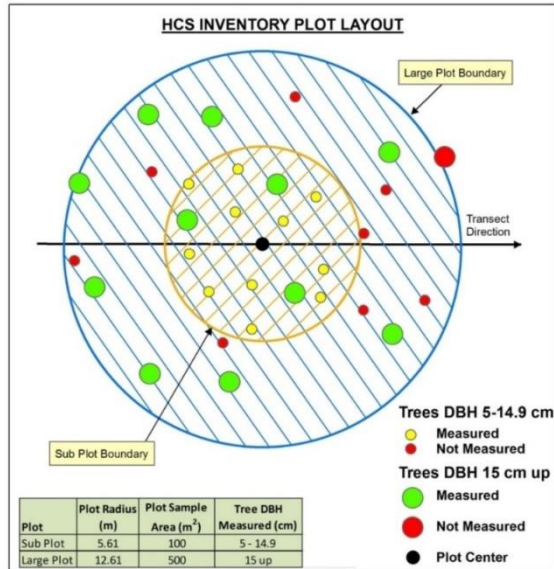 HCS INVENTORY PLOT LAYOUT
Large Plot Boundary
Transect
Direction
Sub Plot Boundary
Trees DBH 5-14.9 cm
Measured
Not Measured
Trees DBH 15 cm up
Measured
Not Measured
Plot Center
Plot Plot Radius (m) Plot Sample Area (m²) Tree DBH Measured (cm)
Sub Plot 5.61 100 5 - 14.9
Large Plot 12.61 500 15 up